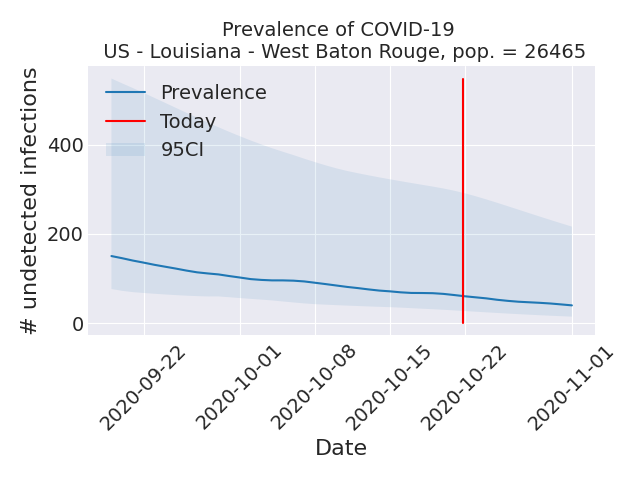 Prevalence of COVID-19
US - Louisiana - West Baton Rouge, pop. = 26465
# undetected infections
400
200
0
Prevalence
Today
95CI
2020-09-22
2020-10-01
2020-10-08
2020-10-15
2020-10-22
2020-11-01
Date